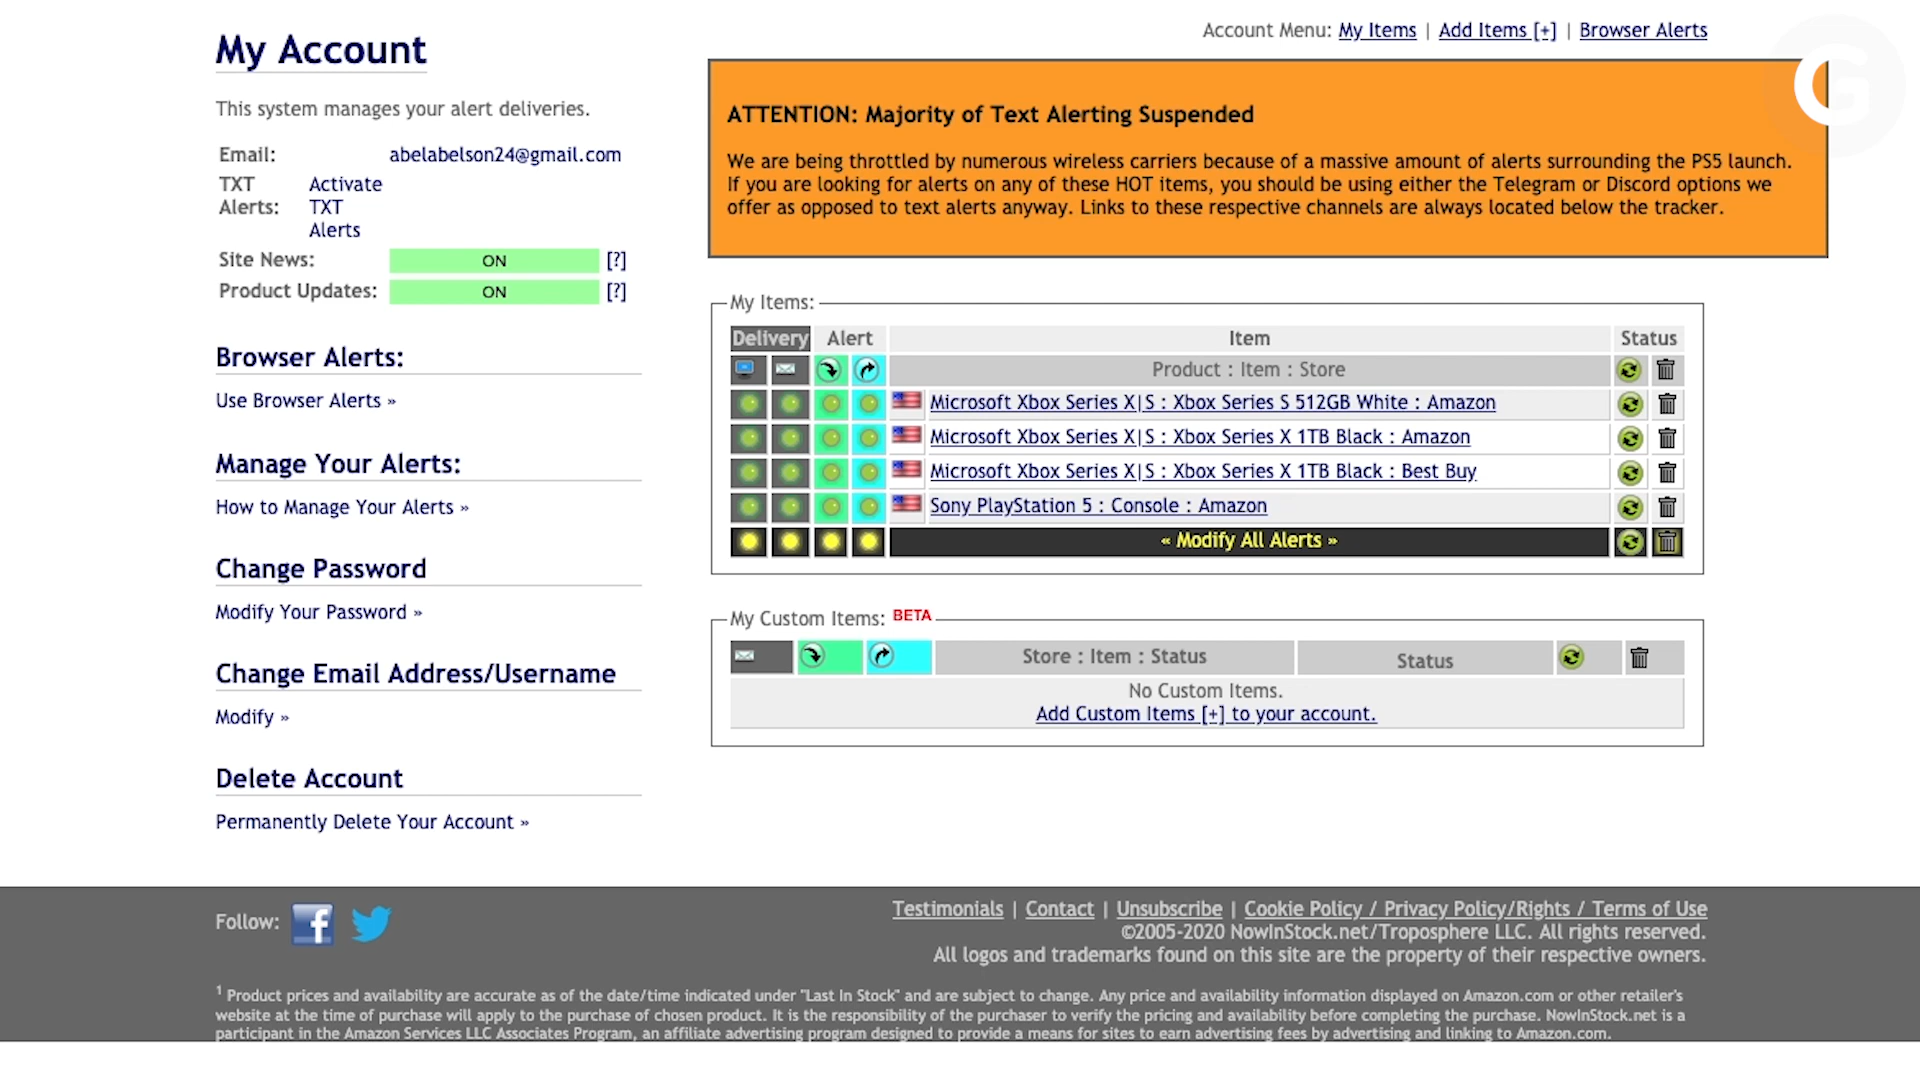 Account Menu: My Items | Add Items [+] | Browser Alerts
G
My Account
This system manages your alert deliveries.
Email: abelabelson24@gmail.com
TXT Alerts: Activate TXT Alerts
Site News: ON [?]
Product Updates: ON [?]
Browser Alerts:
Use Browser Alerts »
Manage Your Alerts:
How to Manage Your Alerts »
Change Password
Modify Your Password »
Change Email Address/Username
Modify »
Delete Account
Permanently Delete Your Account »
ATTENTION: Majority of Text Alerting Suspended
We are being throttled by numerous wireless carriers because of a massive amount of alerts surrounding the PS5 launch.
If you are looking for alerts on any of these HOT items, you should be using either the Telegram or Discord options we
offer as opposed to text alerts anyway. Links to these respective channels are always located below the tracker.
My Items:
Delivery Alert Item Status
Product : Item : Store
Microsoft Xbox Series X|S : Xbox Series S 512GB White : Amazon
Microsoft Xbox Series X|S : Xbox Series X 1TB Black : Amazon
Microsoft Xbox Series X|S : Xbox Series X 1TB Black : Best Buy
Sony PlayStation 5 : Console : Amazon
« Modify All Alerts »
My Custom Items: BETA
Store : Item : Status Status
No Custom Items.
Add Custom Items [+] to your account.
Follow: f
Testimonials | Contact | Unsubscribe | Cookie Policy / Privacy Policy/Rights / Terms of Use
©2005-2020 NowInStock.net/Troposphere LLC. All rights reserved.
All logos and trademarks found on this site are the property of their respective owners.
1 Product prices and availability are accurate as of the date/time indicated under "Last In Stock" and are subject to change. Any price and availability information displayed on Amazon.com or other retailer's
website at the time of purchase will apply to the purchase of chosen product. It is the responsibility of the purchaser to verify the pricing and availability before completing the purchase. NowInStock.net is a
participant in the Amazon Services LLC Associates Program, an affiliate advertising program designed to provide a means for sites to earn advertising fees by advertising and linking to Amazon.com.